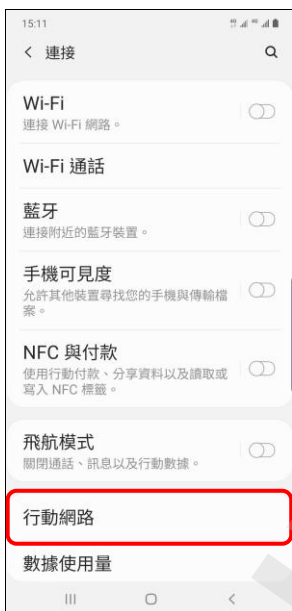 15:11
連接
Wi-Fi
連接 Wi-Fi 網路。
Wi-Fi 通話
藍牙
連接附近的藍牙裝置。
手機可見度
允許其他裝置尋找您的手機與傳輸檔
案。
NFC 與付款
使用行動付款、分享資料以及讀取或
寫入 NFC 標籤。
飛航模式
關閉通話、訊息以及行動數據。
行動網路
數據使用量